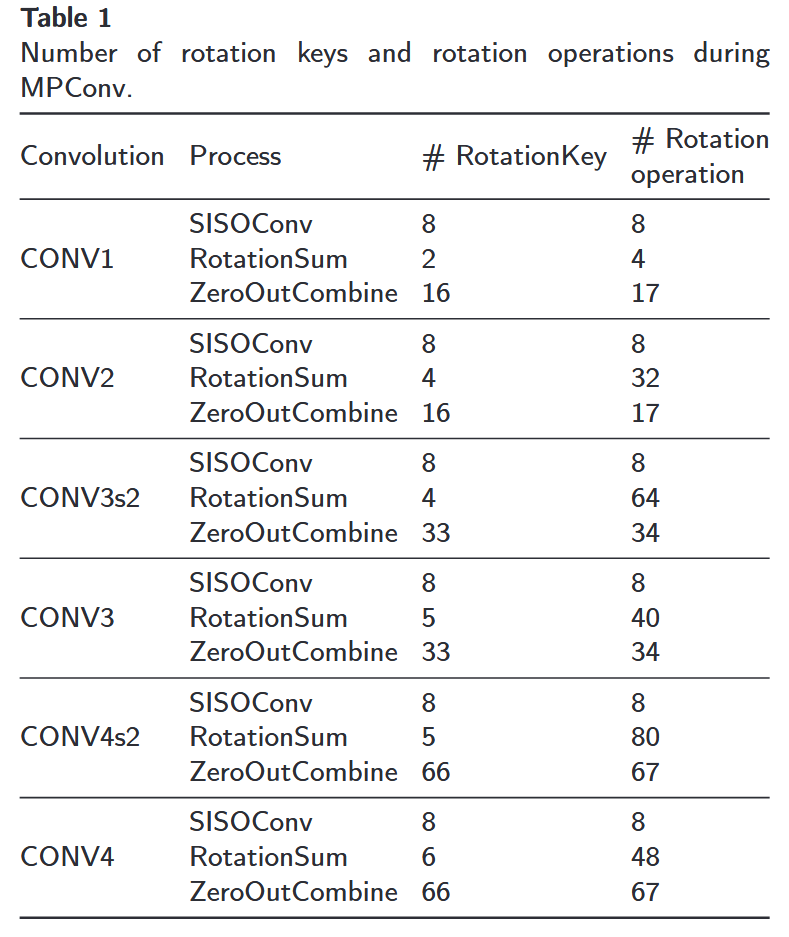 Table 1
Number of rotation keys and rotation operations during
MPConv.
Convolution Process # RotationKey # Rotation
operation
SISOConv 8 8
CONV1 RotationSum 2 4
ZeroOutCombine 16 17
SISOConv 8 8
CONV2 RotationSum 4 32
ZeroOutCombine 16 17
SISOConv 8 8
CONV3s2 RotationSum 4 64
ZeroOutCombine 33 34
SISOConv 8 8
CONV3 RotationSum 5 40
ZeroOutCombine 33 34
SISOConv 8 8
CONV4s2 RotationSum 5 80
ZeroOutCombine 66 67
SISOConv 8 8
CONV4 RotationSum 6 48
ZeroOutCombine 66 67